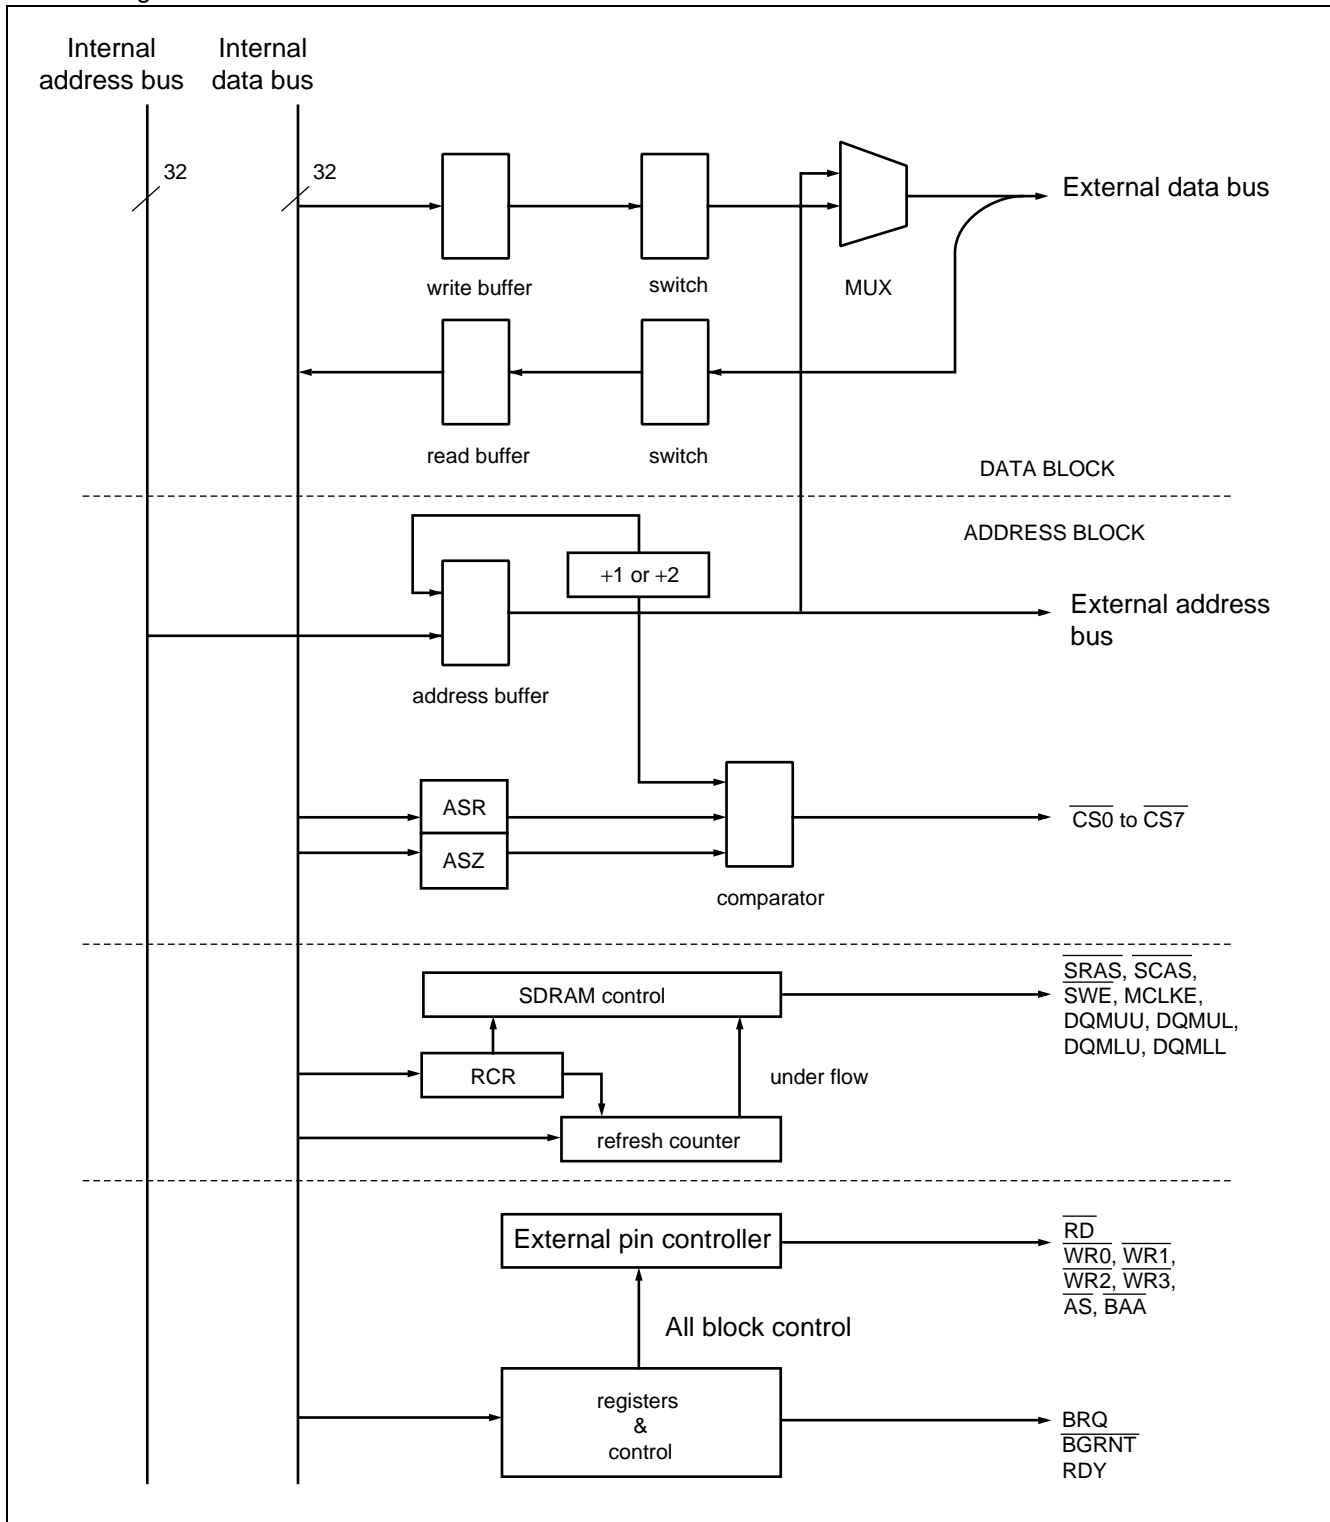 Internal
address bus
Internal
data bus
32
32
External data bus
write buffer
switch
MUX
read buffer
switch
DATA BLOCK
ADDRESS BLOCK
+1 or +2
External address
bus
address buffer
ASR
ASZ
CS0 to CS7
comparator
SDRAM control
SRAS, SCAS,
SWE, MCLKE,
DQMUU, DQMUL,
DQMLU, DQMLL
RCR
under flow
refresh counter
External pin controller
RD
WR0, WR1,
WR2, WR3,
AS, BAA
All block control
registers
&
control
BRQ
BGRNT
RDY